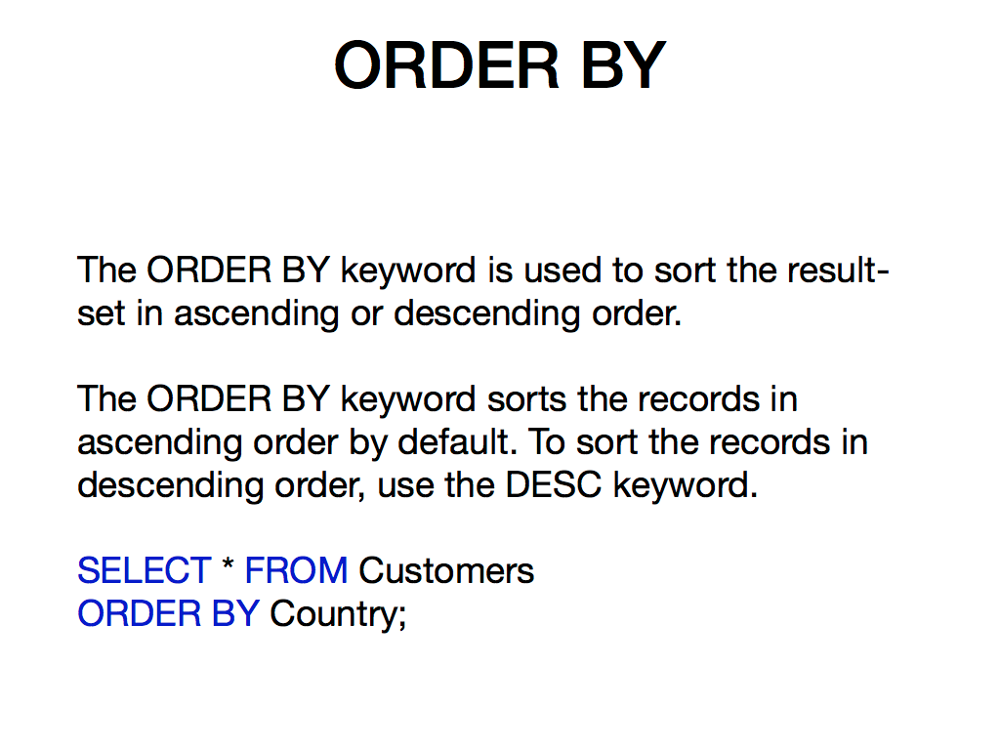 ORDER BY
The ORDER BY keyword is used to sort the result-
set in ascending or descending order.
The ORDER BY keyword sorts the records in
ascending order by default. To sort the records in
descending order, use the DESC keyword.
SELECT * FROM Customers
ORDER BY Country;